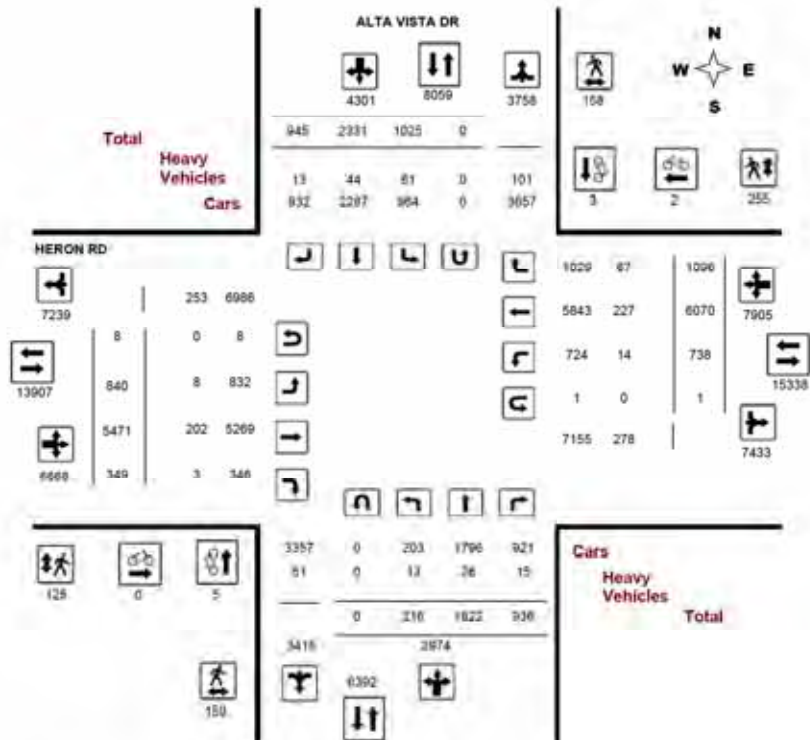 ALTA VISTA DR
N
W E
S
4301 8059 3758 158
945 2331 1025 0
Total
Heavy
Vehicles
13 44 61 0 101
Cars
932 2287 964 0 3657
3 2 255
HERON RD
7239
253 6986
8 0 8
13907
840 8 832
5471 202 5269
6668
349 3 346
1029 67 1096
7905
5843 227 6070
724 14 738
15338
1 0 1
7155 278
7433
3357 0 203 1796 921
61 0 13 26 15
0 216 1822 936
3418 2974
6392
128 0 5
159
Cars
Heavy
Vehicles
Total